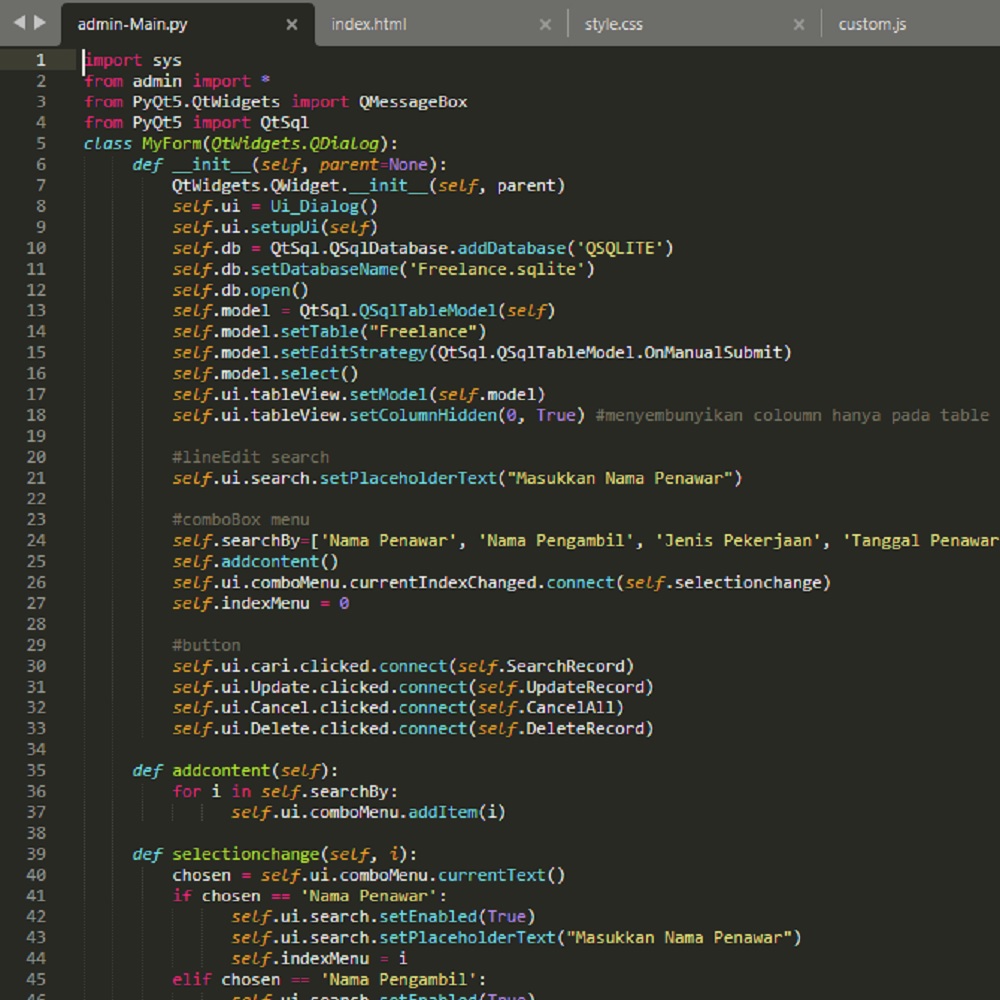 admin-Main.py × index.html × style.css × custom.js
1 import sys
2 from admin import *
3 from PyQt5.QtWidgets import QMessageBox
4 from PyQt5 import QtSql
5 class MyForm(QtWidgets.QDialog):
6 def __init__(self, parent=None):
7 QtWidgets.QWidget.__init__(self, parent)
8 self.ui = Ui_Dialog()
9 self.ui.setupUi(self)
10 self.db = QtSql.QSqlDatabase.addDatabase('QSQLITE')
11 self.db.setDatabaseName('Freelance.sqlite')
12 self.db.open()
13 self.model = QtSql.QSqlTableModel(self)
14 self.model.setTable("Freelance")
15 self.model.setEditStrategy(QtSql.QSqlTableModel.OnManualSubmit)
16 self.model.select()
17 self.ui.tableView.setModel(self.model)
18 self.ui.tableView.setColumnHidden(0, True) #menyembunyikan coloumn hanya pada table
19
20 #lineEdit search
21 self.ui.search.setPlaceholderText("Masukkan Nama Penawar")
22
23 #comboBox menu
24 self.searchBy=['Nama Penawar', 'Nama Pengambil', 'Jenis Pekerjaan', 'Tanggal Penawar
25 self.addcontent()
26 self.ui.comboMenu.currentIndexChanged.connect(self.selectionchange)
27 self.indexMenu = 0
28
29 #button
30 self.ui.cari.clicked.connect(self.SearchRecord)
31 self.ui.Update.clicked.connect(self.UpdateRecord)
32 self.ui.Cancel.clicked.connect(self.CancelAll)
33 self.ui.Delete.clicked.connect(self.DeleteRecord)
34
35 def addcontent(self):
36 for i in self.searchBy:
37 self.ui.comboMenu.addItem(i)
38
39 def selectionchange(self, i):
40 chosen = self.ui.comboMenu.currentText()
41 if chosen == 'Nama Penawar':
42 self.ui.search.setEnabled(True)
43 self.ui.search.setPlaceholderText("Masukkan Nama Penawar")
44 self.indexMenu = i
45 elif chosen == 'Nama Pengambil':
46 self.ui.search.setEnabled(True)